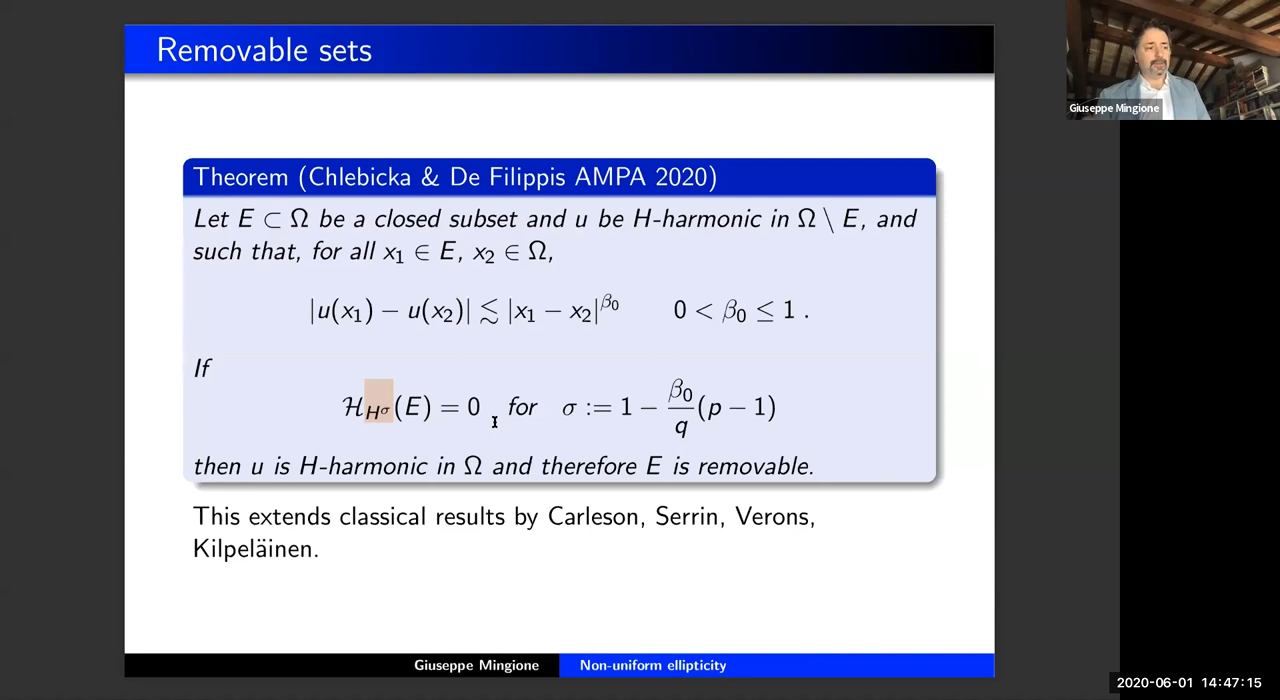 Removable sets
Giuseppe Mingione
Theorem (Chlebicka & De Filippis AMPA 2020)
Let E ⊂ Ω be a closed subset and u be H-harmonic in Ω \ E, and
such that, for all x₁ ∈ E, x₂ ∈ Ω,
|u(x₁) − u(x₂)| ≲ |x₁ − x₂|^{β₀} 0 < β₀ ≤ 1 .
If
ℋ_{H^σ}(E) = 0 for σ := 1 − \frac{β₀}{q}(p − 1)
then u is H-harmonic in Ω and therefore E is removable.
This extends classical results by Carleson, Serrin, Verons,
Kilpeläinen.
Giuseppe Mingione Non-uniform ellipticity
2020-06-01 14:47:15